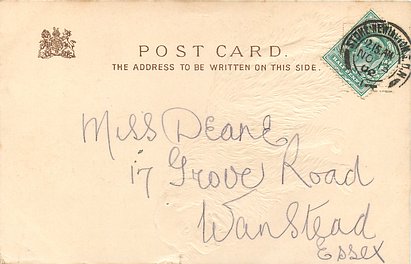 POST CARD.
THE ADDRESS TO BE WRITTEN ON THIS SIDE.
Miss Deane
17 Grove Road
Wanstead
Essex